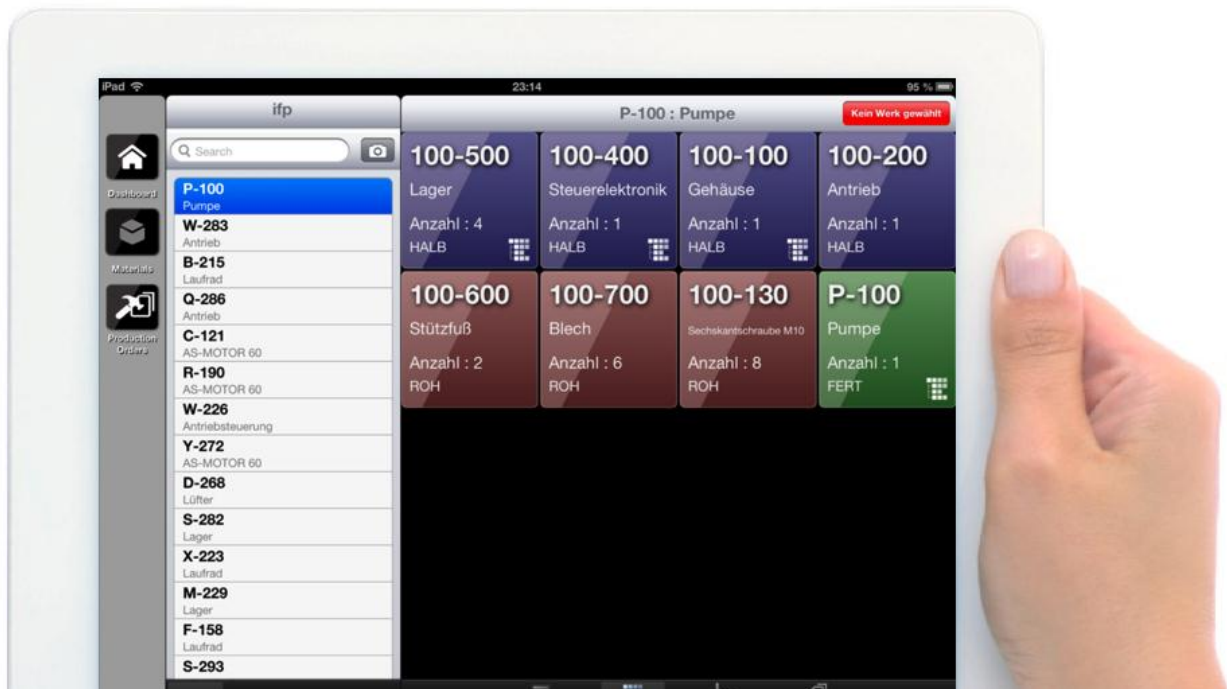 iPad
23:14
95 %
ifp
P-100 : Pumpe
Kein Werk gewählt
Search
Dashboard
Materials
Production
Orders
P-100
Pumpe
W-283
Antrieb
B-215
Laufrad
Q-286
Antrieb
C-121
AS-MOTOR 60
R-190
AS-MOTOR 60
W-226
Antriebsteuerung
Y-272
AS-MOTOR 60
D-268
Lüfter
S-282
Lager
X-223
Laufrad
M-229
Lager
F-158
Laufrad
S-293
100-500
Lager
Anzahl : 4
HALB
100-400
Steuerelektronik
Anzahl : 1
HALB
100-100
Gehäuse
Anzahl : 1
HALB
100-200
Antrieb
Anzahl : 1
HALB
100-600
Stützfuß
Anzahl : 2
ROH
100-700
Blech
Anzahl : 6
ROH
100-130
Sechskantschraube M10
Anzahl : 8
ROH
P-100
Pumpe
Anzahl : 1
FERT